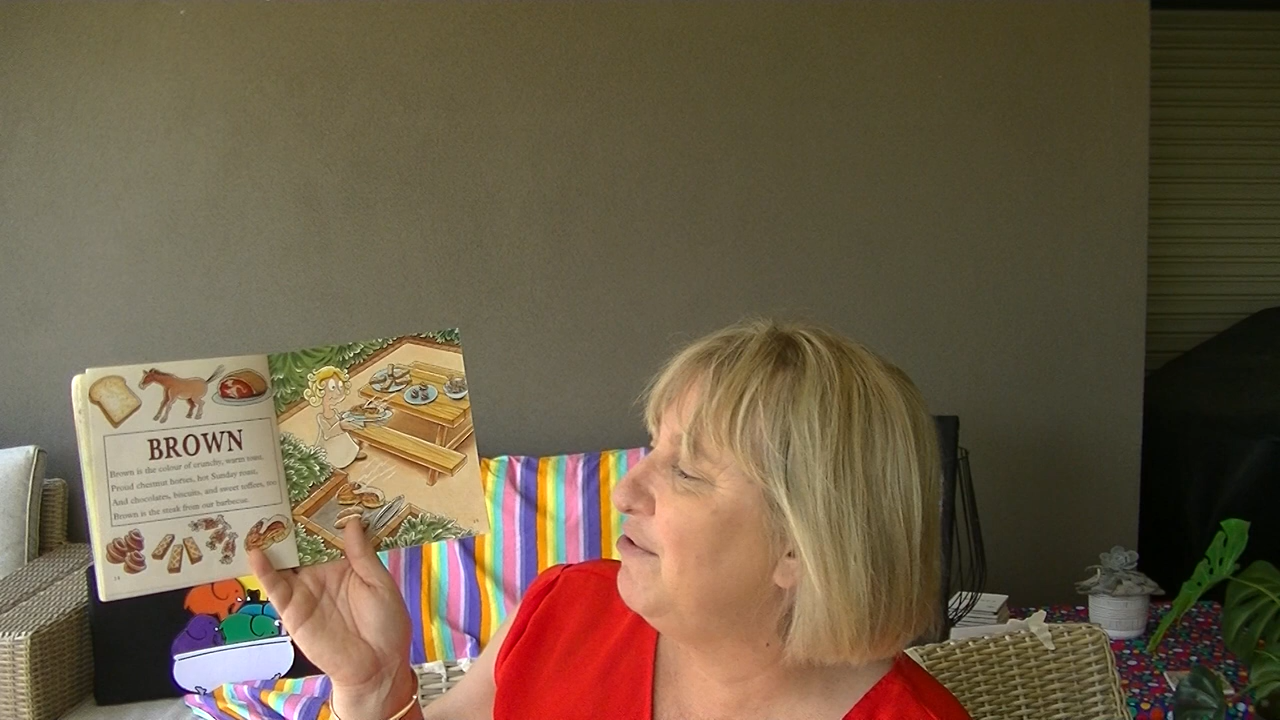 BROWN
Brown is the colour of crunchy, warm toast,
Proud chestnut horses, hot Sunday roast,
And chocolates, biscuits, and sweet toffees, too
Brown is the steak from our barbecue.
14